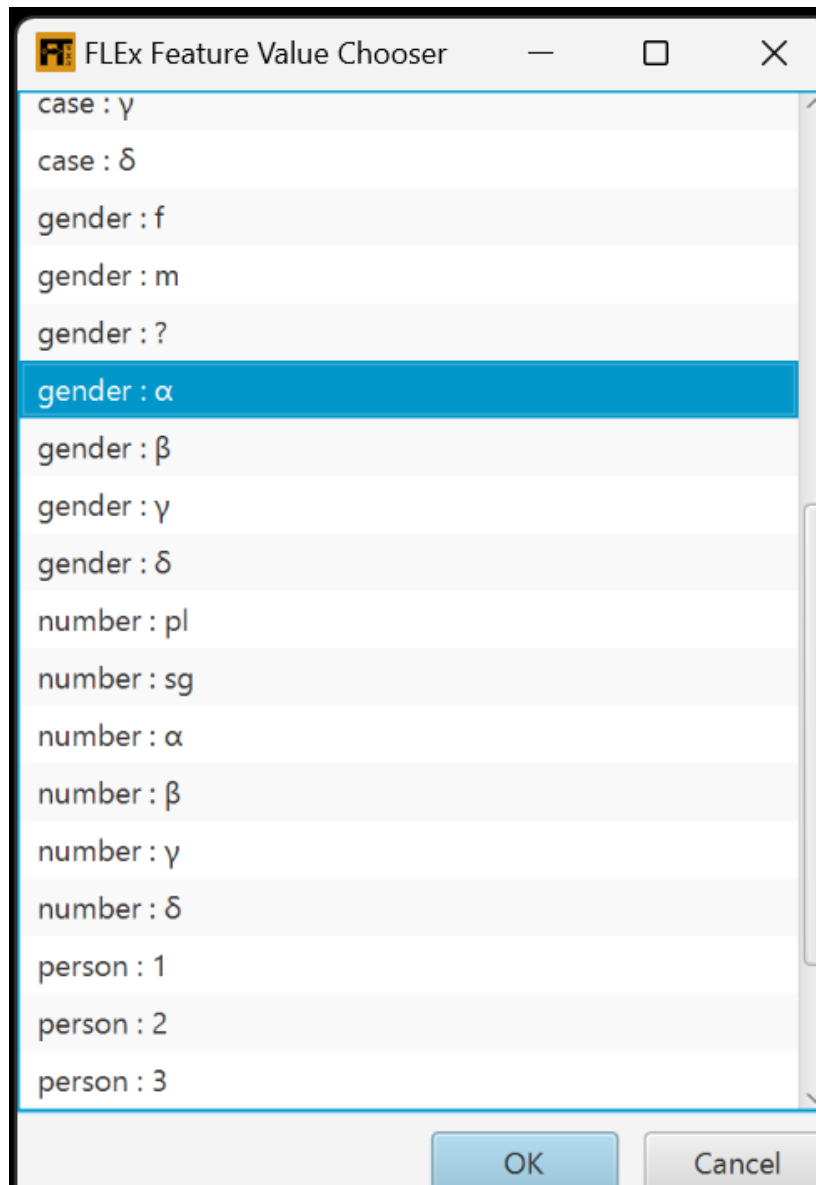 FLEx Feature Value Chooser
case : γ
case : δ
gender : f
gender : m
gender : ?
gender : α
gender : β
gender : γ
gender : δ
number : pl
number : sg
number : α
number : β
number : γ
number : δ
person : 1
person : 2
person : 3
OK Cancel